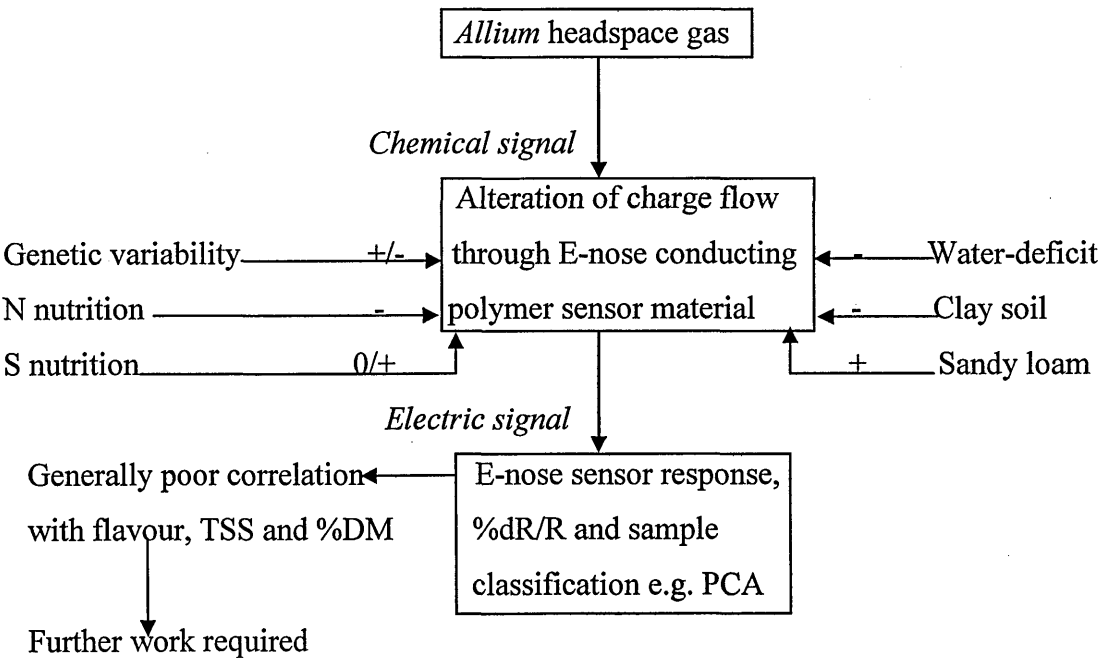 Allium headspace gas
Chemical signal
Alteration of charge flow
Genetic variability +/- through E-nose conducting - Water-deficit
N nutrition - polymer sensor material - Clay soil
S nutrition 0/+ + Sandy loam
Electric signal
Generally poor correlation E-nose sensor response,
with flavour, TSS and %DM %dR/R and sample
classification e.g. PCA
Further work required